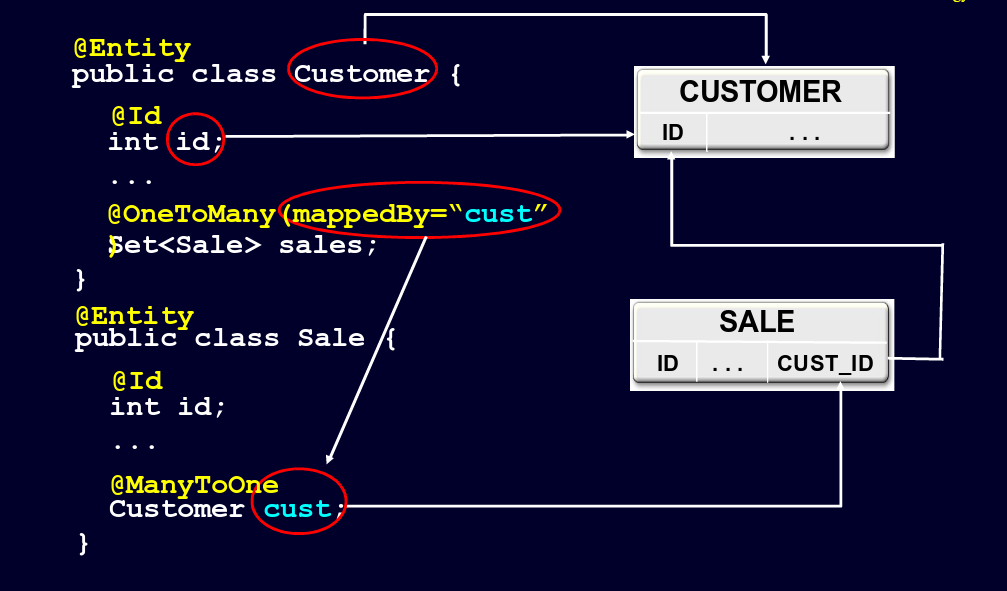 @Entity
public class Customer {
@Id
int id;
...
@OneToMany(mappedBy=“cust”
)
Set<Sale> sales;
}
@Entity
public class Sale {
@Id
int id;
...
@ManyToOne
Customer cust;
}
CUSTOMER
ID ...
SALE
ID ... CUST_ID